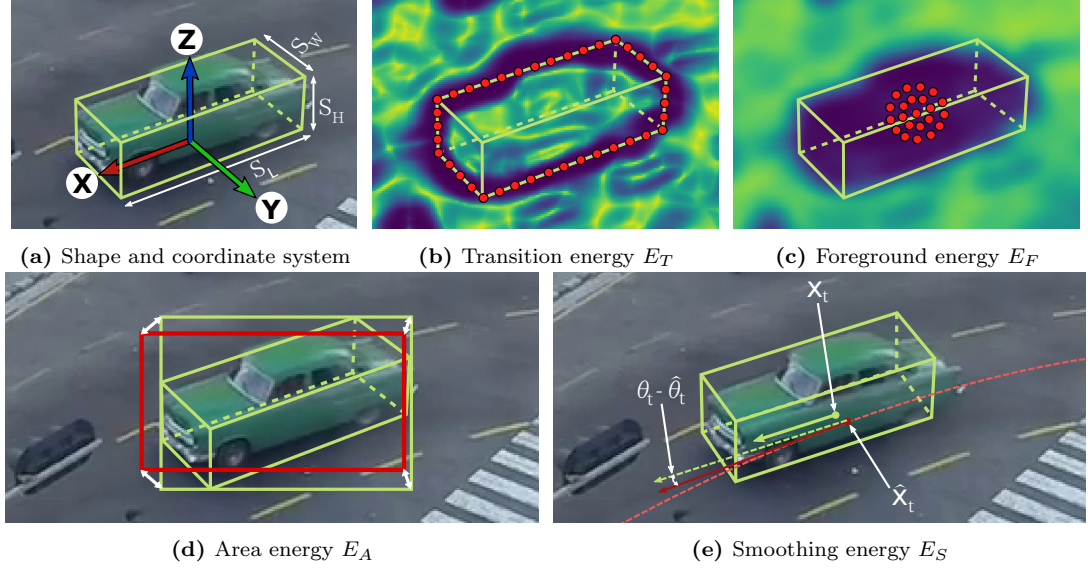 Z
S_W
S_H
X
S_L
Y
(a) Shape and coordinate system
(b) Transition energy E_T
(c) Foreground energy E_F
x_t
θ_t - θ̂_t
x̂_t
(d) Area energy E_A
(e) Smoothing energy E_S